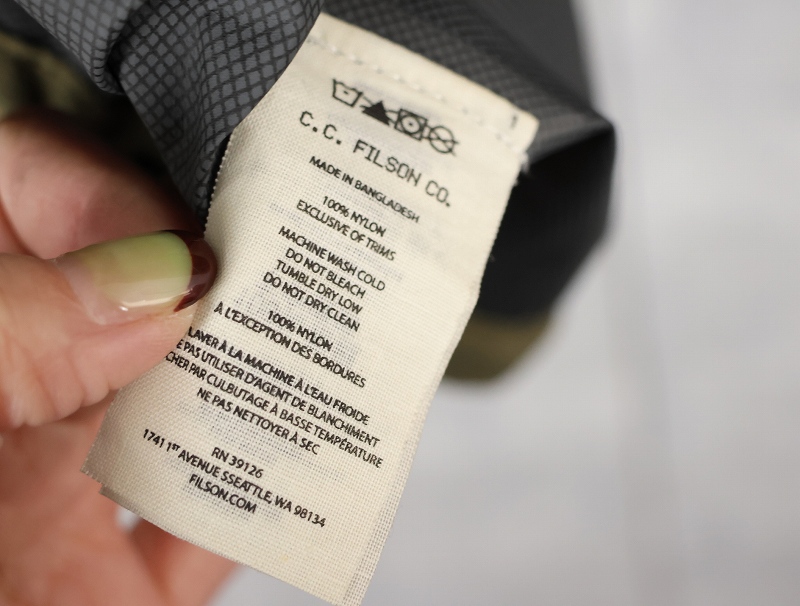 C.C. FILSON CO.
MADE IN BANGLADESH
100% NYLON
EXCLUSIVE OF TRIMS
MACHINE WASH COLD
DO NOT BLEACH
TUMBLE DRY LOW
DO NOT DRY CLEAN
100% NYLON
À L'EXCEPTION DES BORDURES
LAVER À LA MACHINE À L'EAU FROIDE
E PAS UTILISER D'AGENT DE BLANCHIMENT
CHER PAR CULBUTAGE À BASSE TEMPÉRATURE
NE PAS NETTOYER À SEC
RN 39126
1741 1ST AVENUE SSEATTLE, WA 98134
FILSON.COM